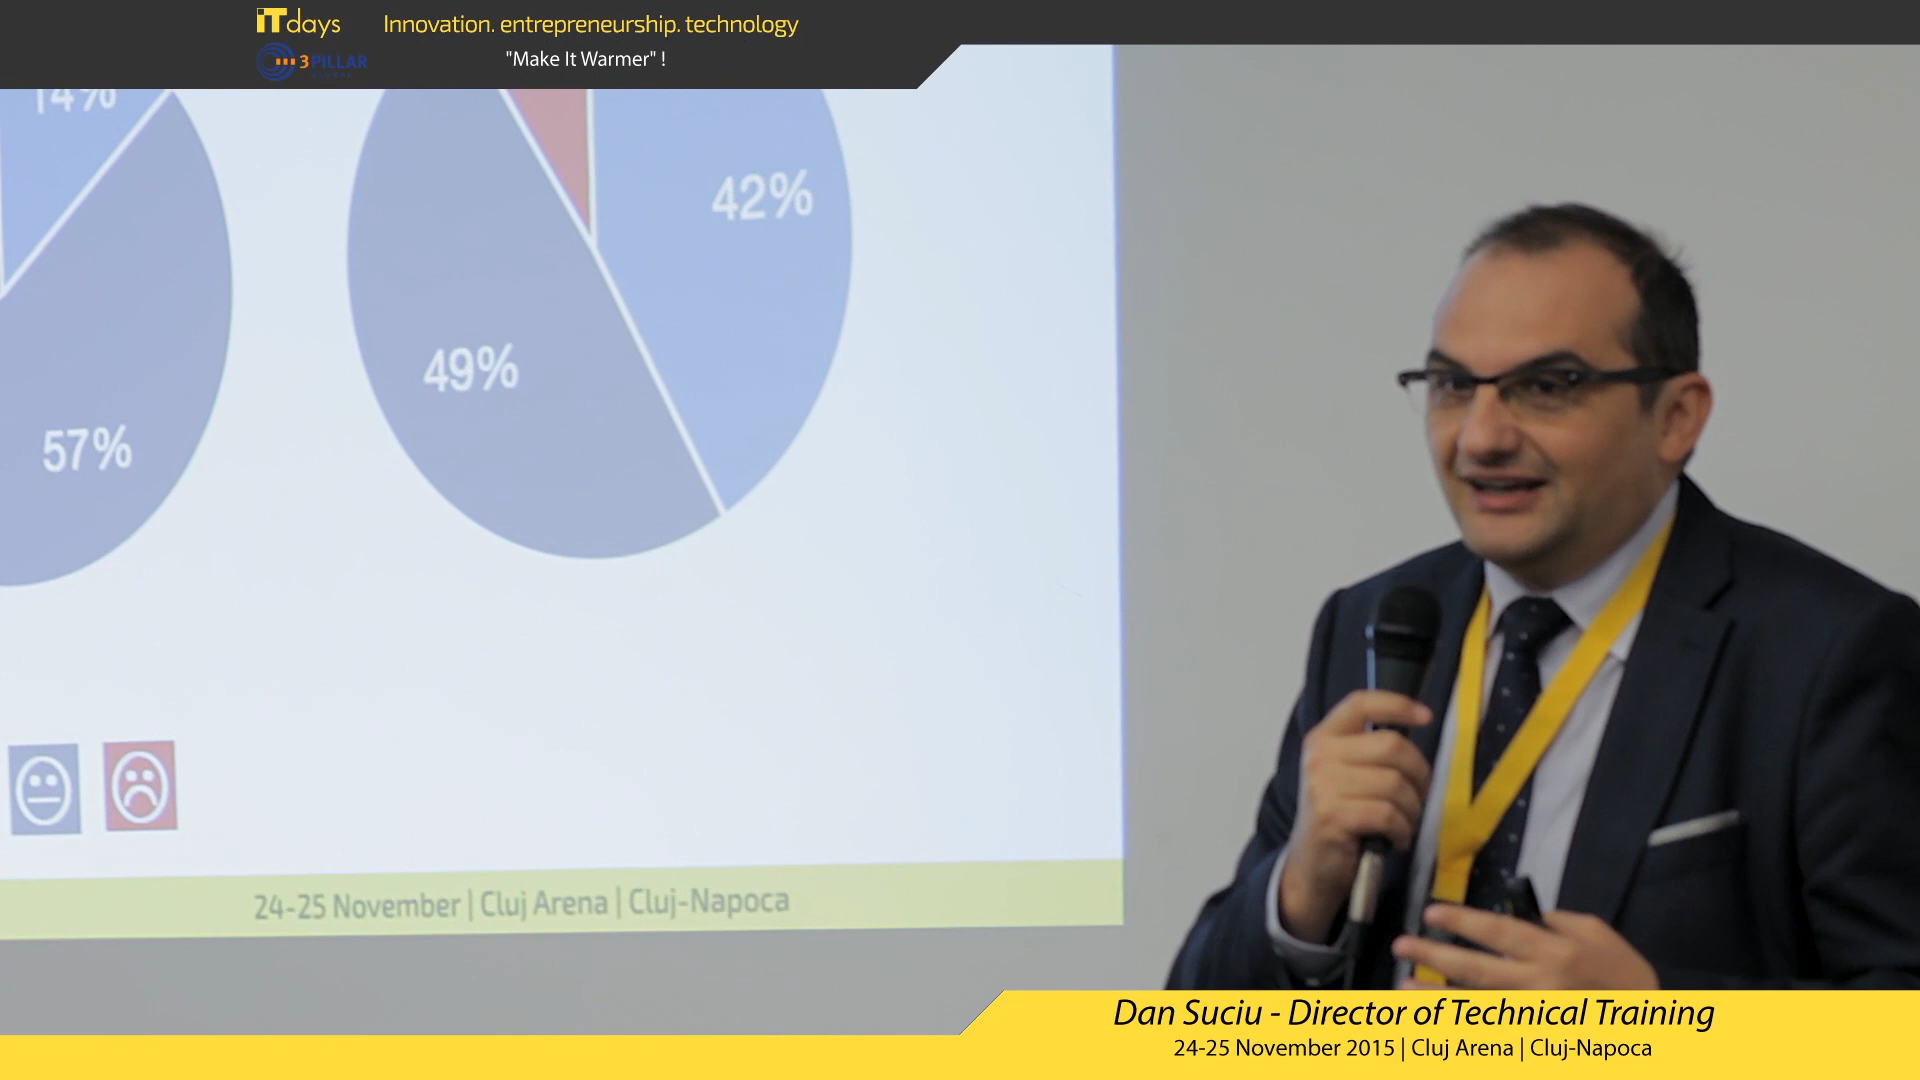 iTdays
Innovation. entrepreneurship. technology
3PILLAR
"Make It Warmer" !
14%
42%
49%
57%
24-25 November | Cluj Arena | Cluj-Napoca
Dan Suciu - Director of Technical Training
24-25 November 2015 | Cluj Arena | Cluj-Napoca